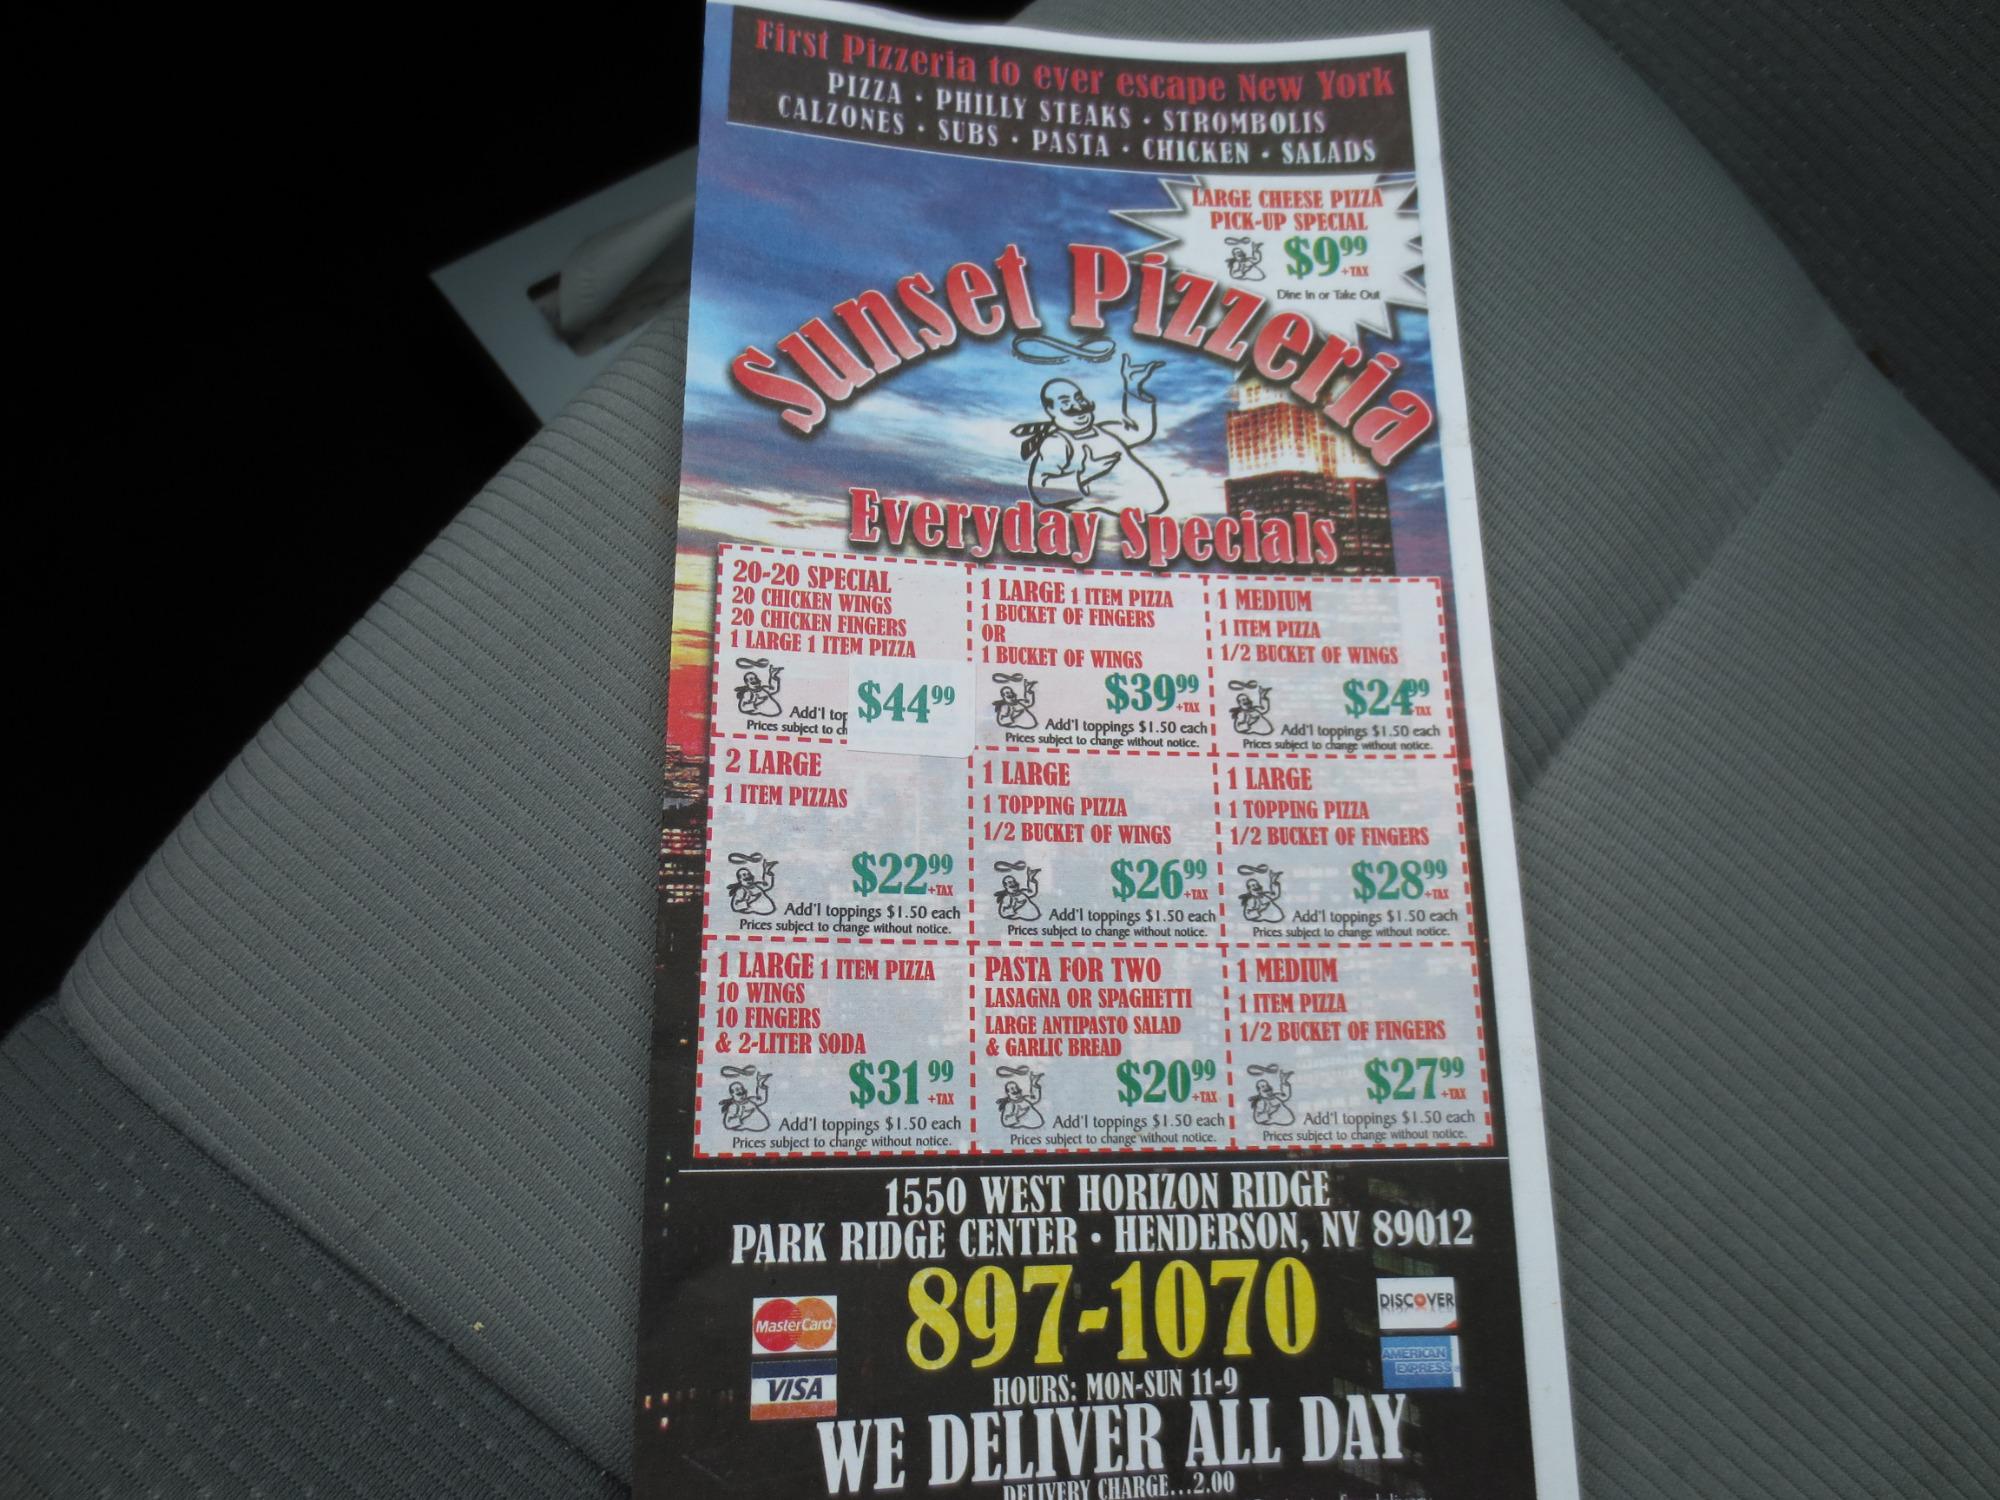 First Pizzeria to ever escape New York
PIZZA · PHILLY STEAKS · STROMBOLIS
CALZONES · SUBS · PASTA · CHICKEN · SALADS
LARGE CHEESE PIZZA
PICK-UP SPECIAL
$9.99
+TAX
Dine In or Take Out
Sunset Pizzeria
Everyday Specials
20-20 SPECIAL
20 CHICKEN WINGS
20 CHICKEN FINGERS
1 LARGE 1 ITEM PIZZA
$44.99
Add'l top
Prices subject to ch
1 LARGE 1 ITEM PIZZA
1 BUCKET OF FINGERS
OR
1 BUCKET OF WINGS
$39.99
+TAX
Add'l toppings $1.50 each
Prices subject to change without notice.
1 MEDIUM
1 ITEM PIZZA
1/2 BUCKET OF WINGS
$24.99
+TAX
Add'l toppings $1.50 each
Prices subject to change without notice.
2 LARGE
1 ITEM PIZZAS
$22.99
+TAX
Add'l toppings $1.50 each
Prices subject to change without notice.
1 LARGE
1 TOPPING PIZZA
1/2 BUCKET OF WINGS
$26.99
+TAX
Add'l toppings $1.50 each
Prices subject to change without notice.
1 LARGE
1 TOPPING PIZZA
1/2 BUCKET OF FINGERS
$28.99
+TAX
Add'l toppings $1.50 each
Prices subject to change without notice.
1 LARGE 1 ITEM PIZZA
10 WINGS
10 FINGERS
& 2-LITER SODA
$31.99
+TAX
Add'l toppings $1.50 each
Prices subject to change without notice.
PASTA FOR TWO
LASAGNA OR SPAGHETTI
LARGE ANTIPASTO SALAD
& GARLIC BREAD
$20.99
+TAX
Add'l toppings $1.50 each
Prices subject to change without notice.
1 MEDIUM
1 ITEM PIZZA
1/2 BUCKET OF FINGERS
$27.99
+TAX
Add'l toppings $1.50 each
Prices subject to change without notice.
1550 WEST HORIZON RIDGE
PARK RIDGE CENTER · HENDERSON, NV 89012
897-1070
MasterCard
VISA
DISCOVER
AMERICAN
EXPRESS
HOURS: MON-SUN 11-9
WE DELIVER ALL DAY
DELIVERY CHARGE...2.00